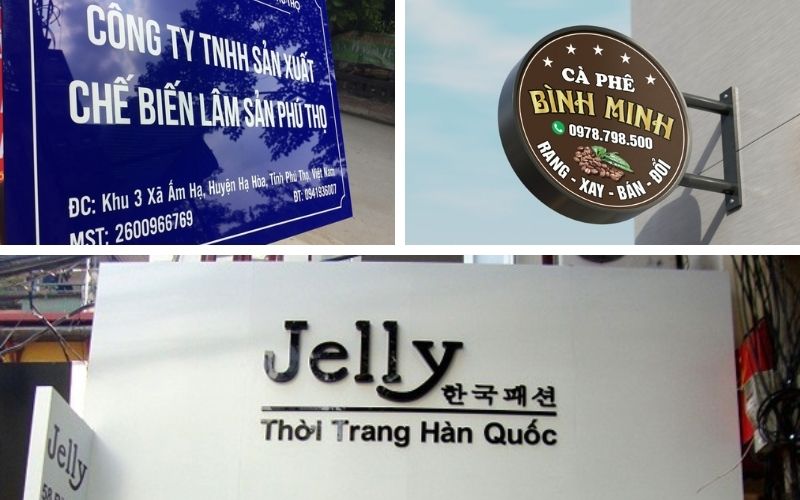 CÔNG TY TNHH SẢN XUẤT
CHẾ BIẾN LÂM SẢN PHÚ THỌ
ĐC: Khu 3 Xã Ấm Hạ, Huyện Hạ Hòa, Tỉnh Phú Thọ, Việt Nam
ĐT: 0941936007
MST: 2600966769
CÀ PHÊ
BÌNH MINH
0978.798.500
RANG - XAY - BÁN - ĐỔI
Jelly
한국패션
Thời Trang Hàn Quốc
Jelly